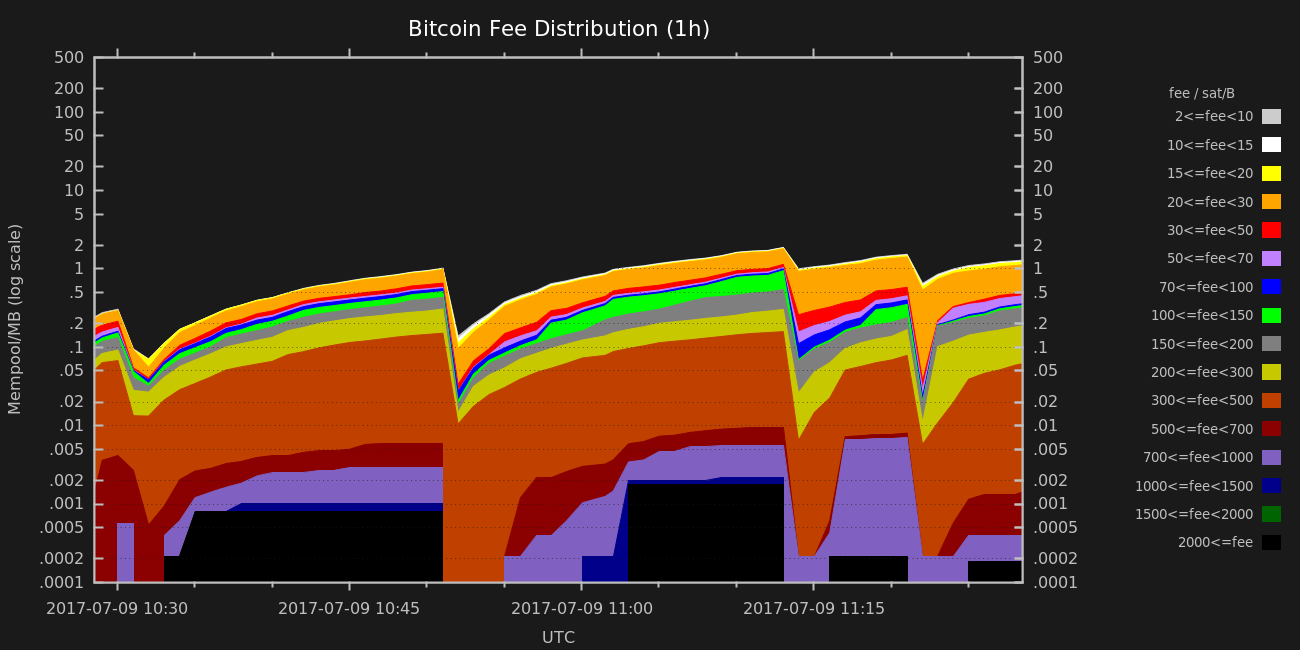 Bitcoin Fee Distribution (1h)
Mempool/MB (log scale)
500
200
100
50
20
10
5
2
1
.5
.2
.1
.05
.02
.01
.005
.002
.001
.0005
.0002
.0001
500
200
100
50
20
10
5
2
1
.5
.2
.1
.05
.02
.01
.005
.002
.001
.0005
.0002
.0001
2017-07-09 10:30
2017-07-09 10:45
2017-07-09 11:00
2017-07-09 11:15
UTC
fee / sat/B
2<=fee<10
10<=fee<15
15<=fee<20
20<=fee<30
30<=fee<50
50<=fee<70
70<=fee<100
100<=fee<150
150<=fee<200
200<=fee<300
300<=fee<500
500<=fee<700
700<=fee<1000
1000<=fee<1500
1500<=fee<2000
2000<=fee